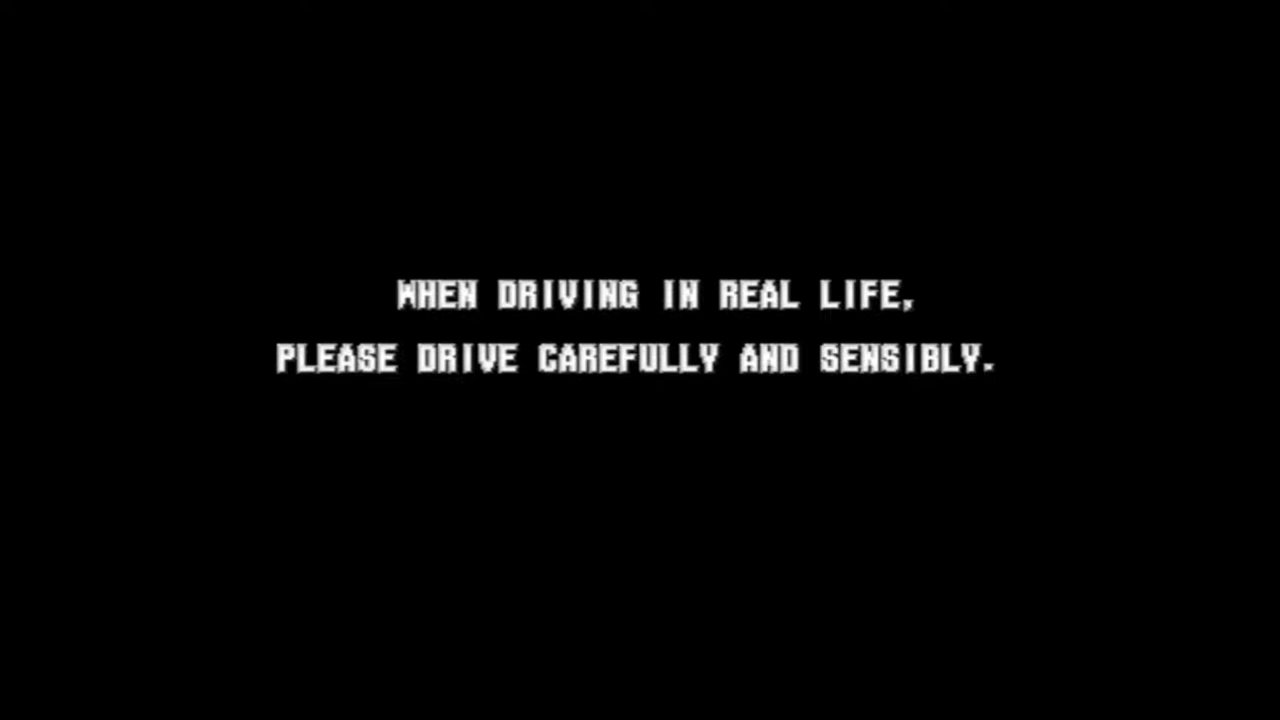 WHEN DRIVING IN REAL LIFE,
PLEASE DRIVE CAREFULLY AND SENSIBLY.